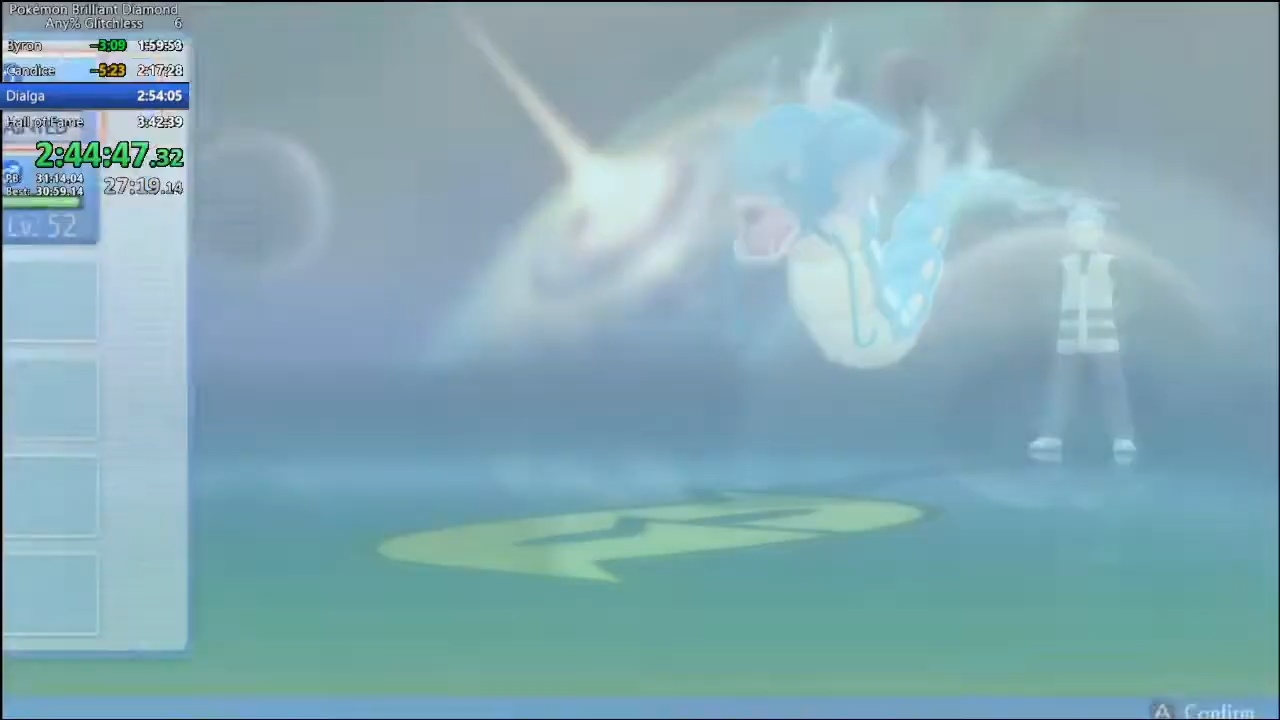 Pokémon Brilliant Diamond
Any% Glitchless 6
Byron -3:09 1:59:53
Candice -5:23 2:17:28
Dialga 2:54:05
Hall of Fame 3:42:39
2:44:47.32
PB: 31:14.04
Best: 30:59.14
27:19.14
Lv. 52
A Confirm